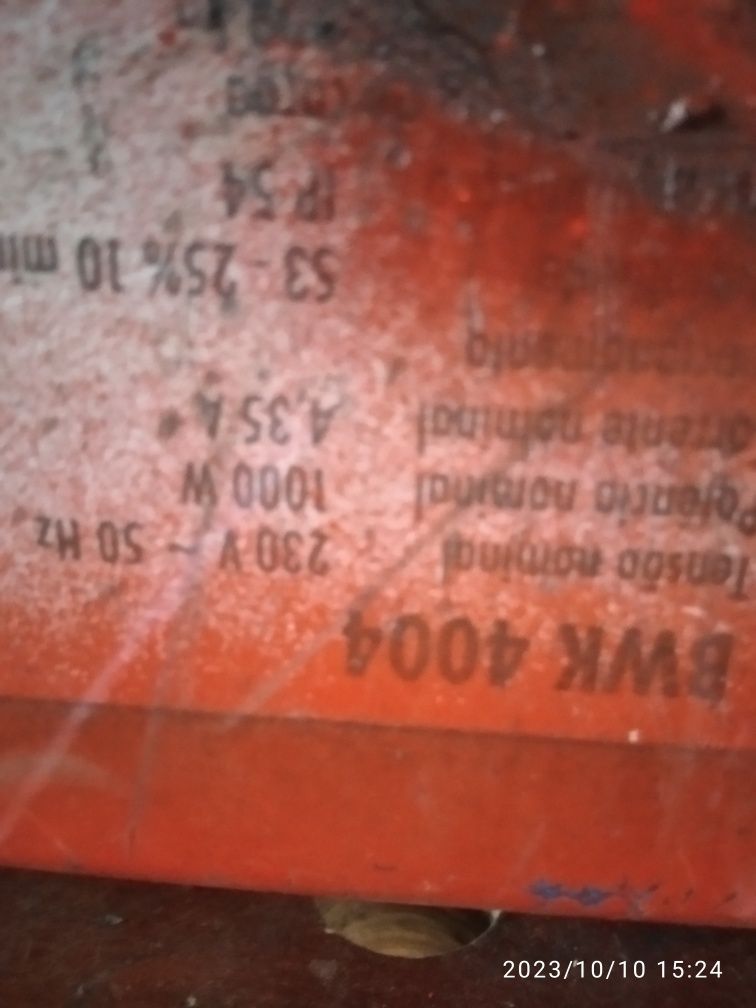 BWK 4004
Tensão nominal 230 V ~ 50 Hz
Potência nominal 1000 W
nominal 4,35 A
S3 - 25% 10 min
IP 54
2023/10/10 15:24